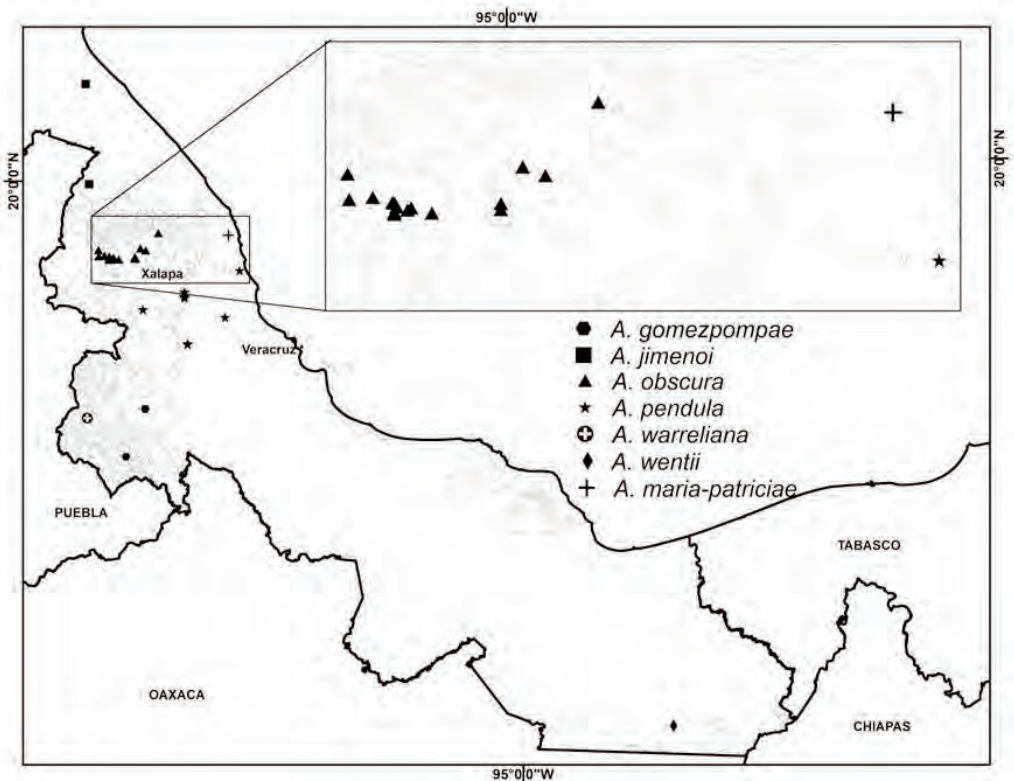 95°0'0"W
20°0'0"N
20°0'0"N
Xalapa
Veracruz
A. gomezpompae
A. jimenoi
A. obscura
A. pendula
A. warreliana
A. wentii
A. maria-patriciae
PUEBLA
TABASCO
OAXACA
CHIAPAS
95°0'0"W